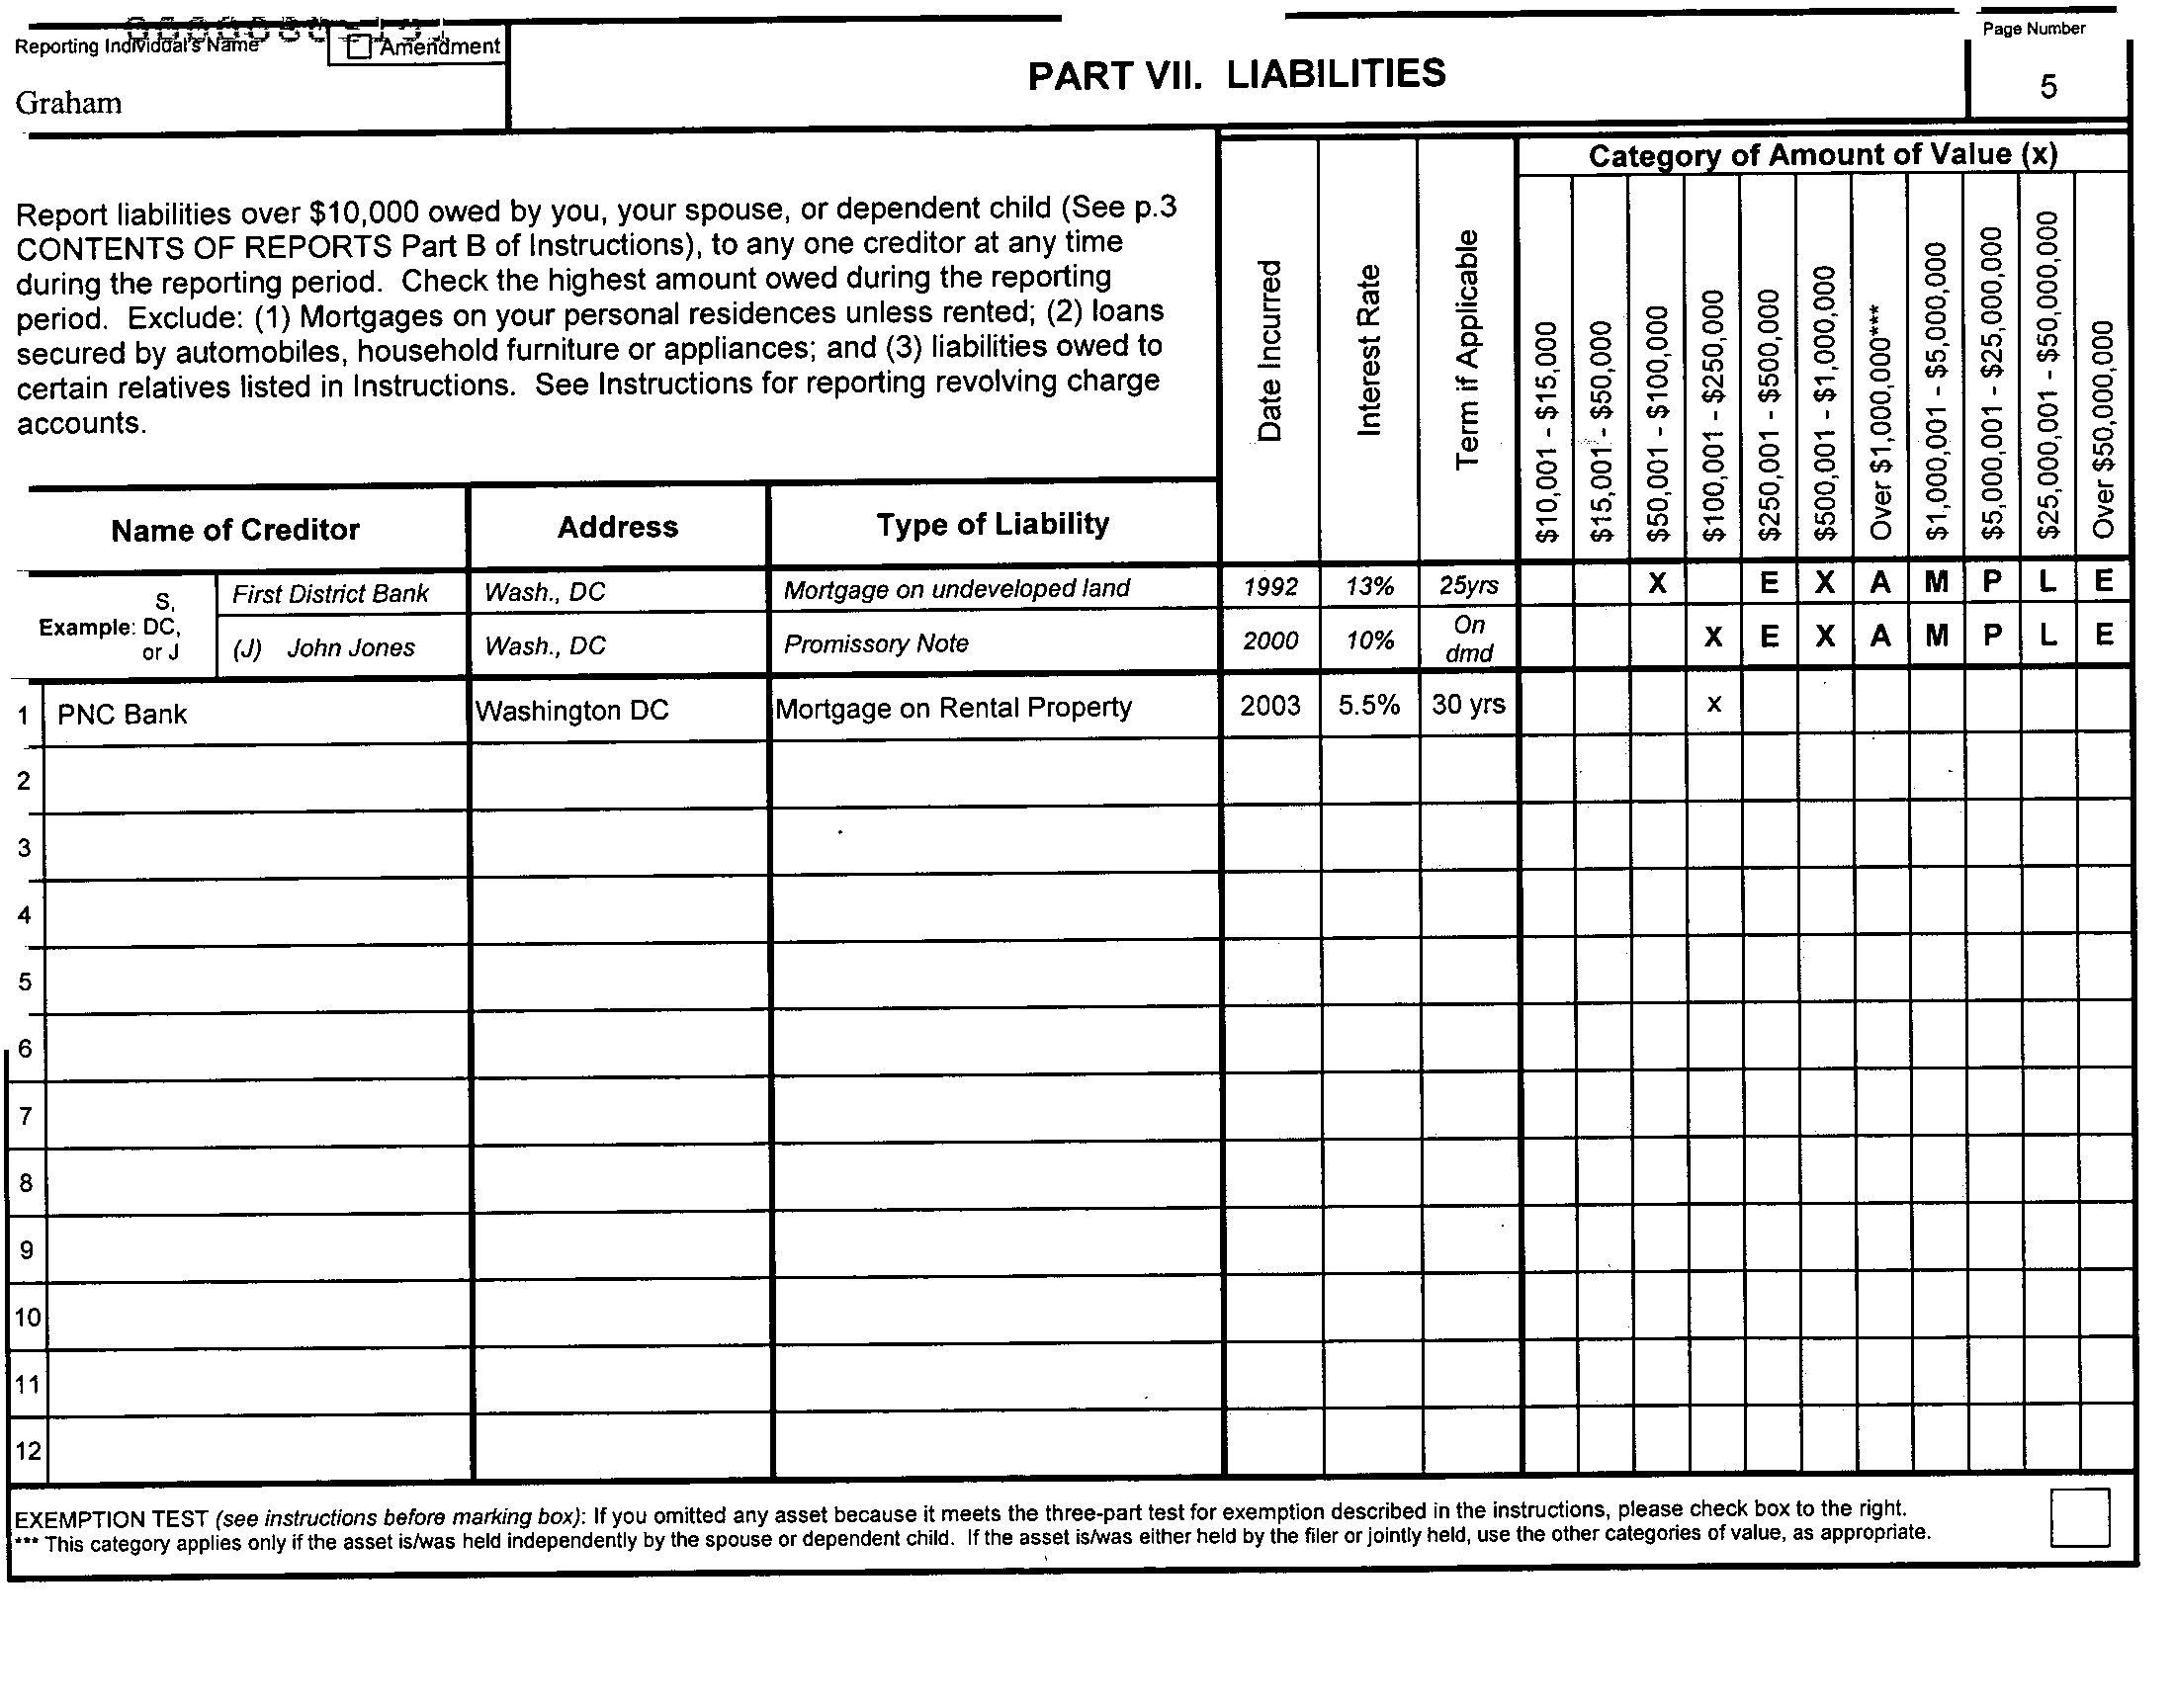 Reporting Individual's Name
Amendment
Graham
PART VII. LIABILITIES
Page Number
5
Report liabilities over $10,000 owed by you, your spouse, or dependent child (See p.3
CONTENTS OF REPORTS Part B of Instructions), to any one creditor at any time
during the reporting period. Check the highest amount owed during the reporting
period. Exclude: (1) Mortgages on your personal residences unless rented; (2) loans
secured by automobiles, household furniture or appliances; and (3) liabilities owed to
certain relatives listed in Instructions. See Instructions for reporting revolving charge
accounts.
Category of Amount of Value (x)
Date Incurred
Interest Rate
Term if Applicable
$10,001 - $15,000
$15,001 - $50,000
$50,001 - $100,000
$100,001 - $250,000
$250,001 - $500,000
$500,001 - $1,000,000
Over $1,000,000***
$1,000,001 - $5,000,000
$5,000,001 - $25,000,000
$25,000,001 - $50,000,000
Over $50,000,000
Name of Creditor Address Type of Liability
Example: S, DC, or J
First District Bank Wash., DC Mortgage on undeveloped land 1992 13% 25yrs X E X A M P L E
(J) John Jones Wash., DC Promissory Note 2000 10% On dmd X E X A M P L E
1 PNC Bank Washington DC Mortgage on Rental Property 2003 5.5% 30 yrs x
2
3
4
5
6
7
8
9
10
11
12
EXEMPTION TEST (see instructions before marking box): If you omitted any asset because it meets the three-part test for exemption described in the instructions, please check box to the right.
*** This category applies only if the asset is/was held independently by the spouse or dependent child. If the asset is/was either held by the filer or jointly held, use the other categories of value, as appropriate.